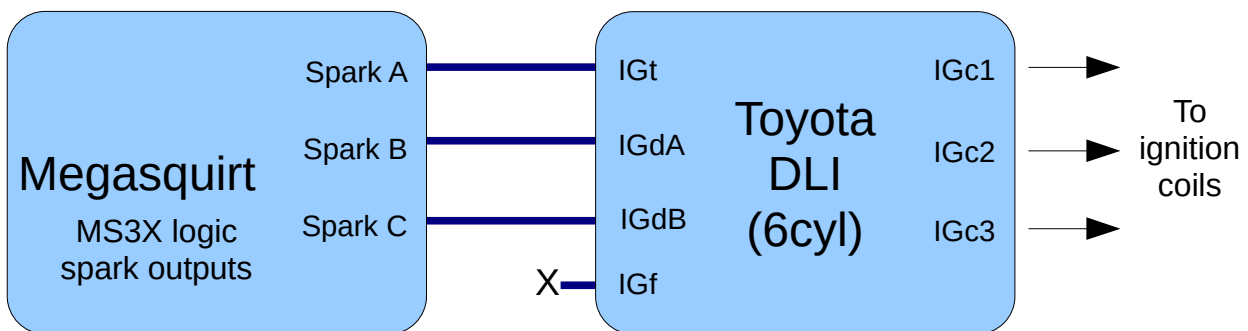 Spark A
Spark B
Spark C
Megasquirt
MS3X logic
spark outputs
IGt
IGdA
IGdB
IGf
X
Toyota
DLI
(6cyl)
IGc1
IGc2
IGc3
To
ignition
coils